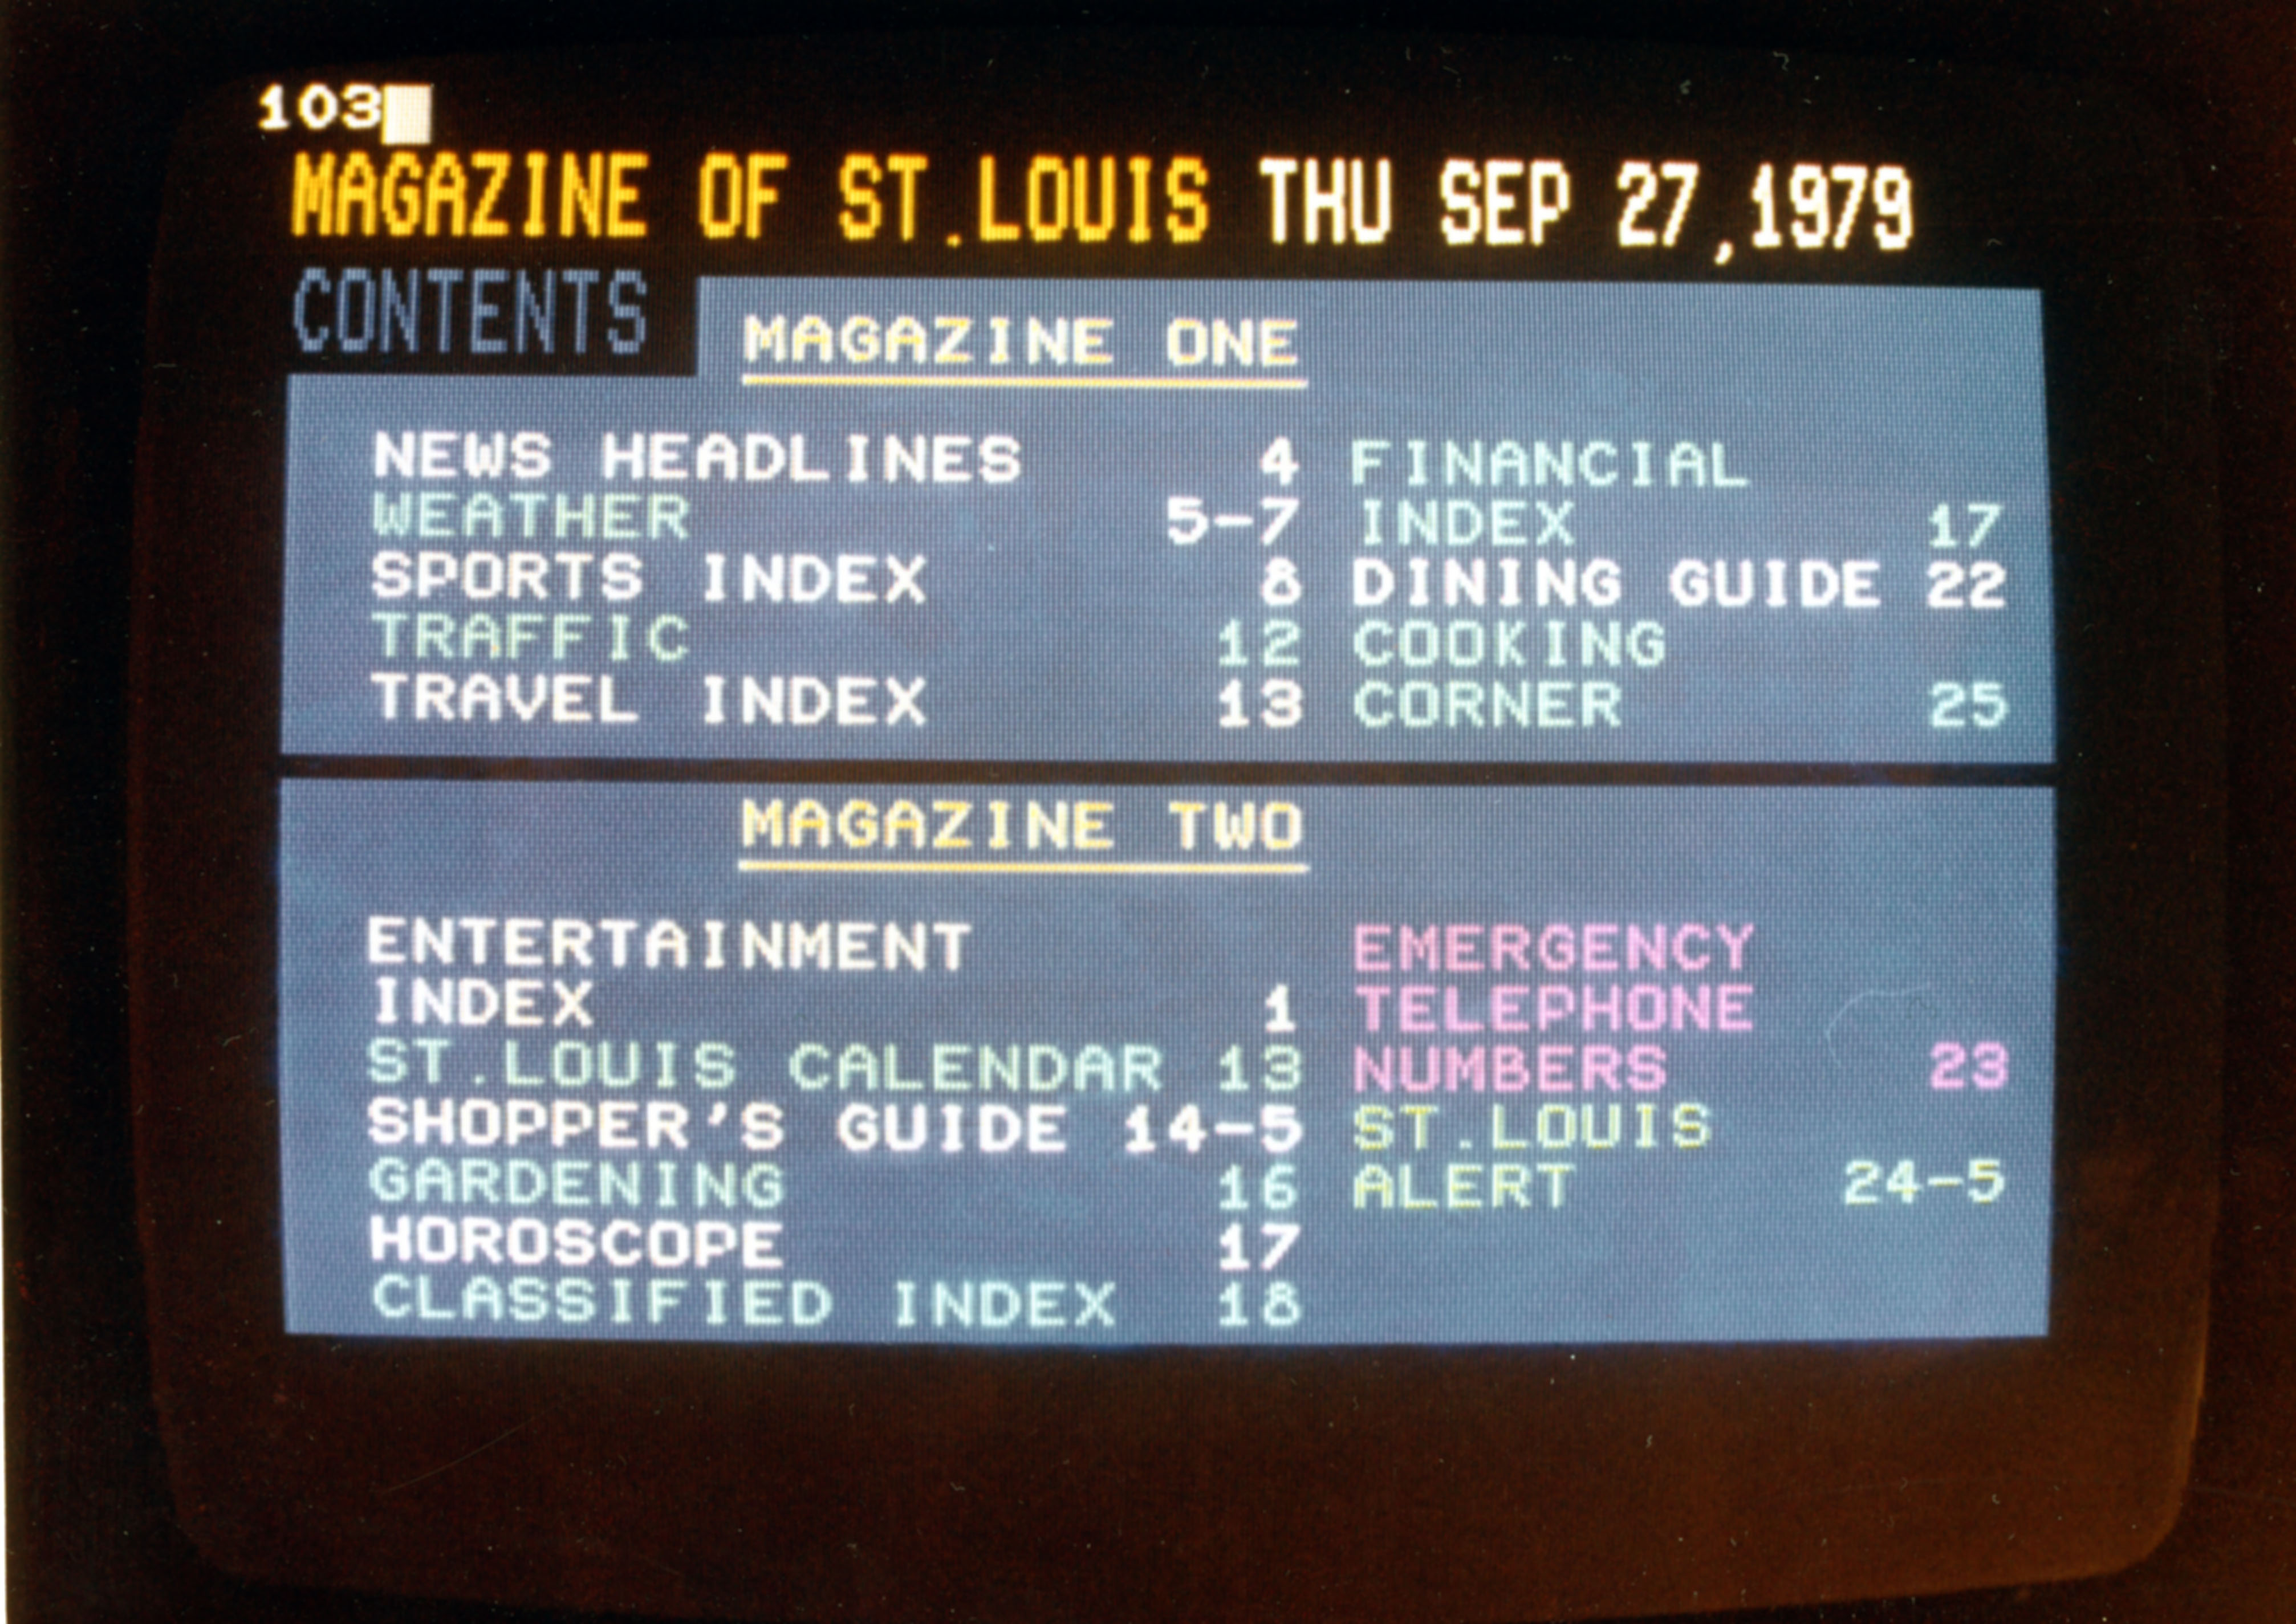 103
MAGAZINE OF ST.LOUIS THU SEP 27,1979
CONTENTS
MAGAZINE ONE
NEWS HEADLINES 4
WEATHER 5-7
SPORTS INDEX 8
TRAFFIC 12
TRAVEL INDEX 13
FINANCIAL
INDEX 17
DINING GUIDE 22
COOKING
CORNER 25
MAGAZINE TWO
ENTERTAINMENT
INDEX 1
ST.LOUIS CALENDAR 13
SHOPPER'S GUIDE 14-5
GARDENING 16
HOROSCOPE 17
CLASSIFIED INDEX 18
EMERGENCY
TELEPHONE
NUMBERS 23
ST.LOUIS
ALERT 24-5